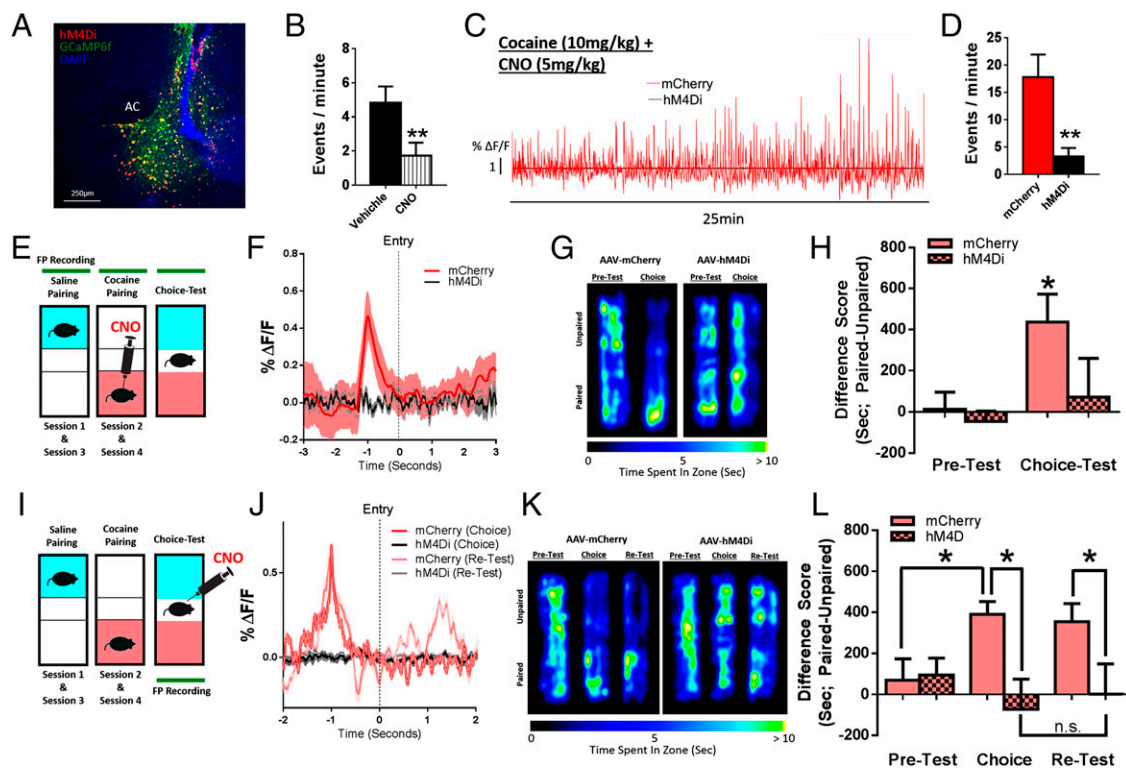 A
hM4Di
GCaMP6f
DAPI
AC
250μm
B
Events / minute
8
6
4
2
0
**
Vehichle
CNO
C
Cocaine (10mg/kg) +
CNO (5mg/kg)
mCherry
hM4Di
% ΔF/F
1
25min
D
Events / minute
25
20
15
10
5
0
**
mCherry
hM4Di
E
FP Recording
Saline Pairing
Cocaine Pairing
Choice-Test
CNO
Session 1 & Session 3
Session 2 & Session 4
F
Entry
mCherry
hM4Di
% ΔF/F
0.6
0.4
0.2
0.0
-0.2
-3 -2 -1 0 1 2 3
Time (Seconds)
G
AAV-mCherry AAV-hM4Di
Pre-Test Choice Pre-Test Choice
Unpaired
Paired
0 5 > 10
Time Spent In Zone (Sec)
H
mCherry
hM4Di
Difference Score
(Sec; Paired-Unpaired)
800
600
400
200
0
-200
*
Pre-Test Choice-Test
I
Saline Pairing
Cocaine Pairing
Choice-Test
CNO
Session 1 & Session 3
Session 2 & Session 4
FP Recording
J
Entry
mCherry (Choice)
hM4Di (Choice)
mCherry (Re-Test)
hM4Di (Re-Test)
% ΔF/F
0.5
0.0
-2 -1 0 1 2
Time (Seconds)
K
AAV-mCherry AAV-hM4Di
Pre-Test Choice Re-Test Pre-Test Choice Re-Test
Unpaired
Paired
0 5 > 10
Time Spent In Zone (Sec)
L
mCherry
hM4D
Difference Score
(Sec; Paired-Unpaired)
800
600
400
200
0
-200
* * *
n.s.
Pre-Test Choice Re-Test